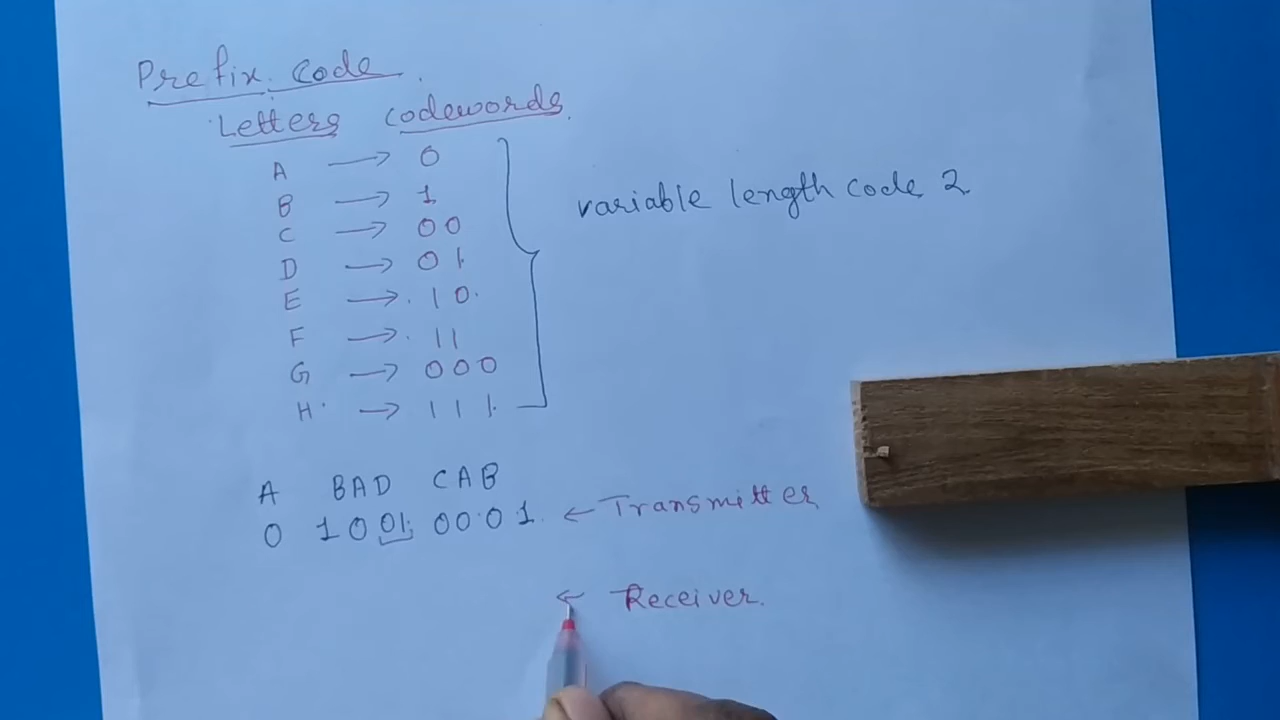 Prefix code
Letters codewords
A → 0
B → 1
C → 00
D → 01
E → 10
F → 11
G → 000
H → 111
variable length code 2
A BAD CAB
0 1001 0001 ← Transmitter
← Receiver.